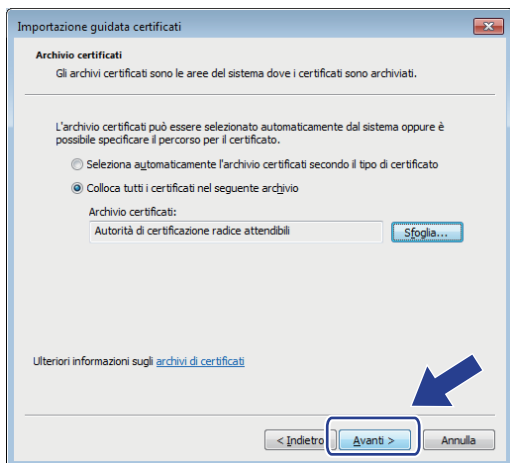 Importazione guidata certificati
Archivio certificati
Gli archivi certificati sono le aree del sistema dove i certificati sono archiviati.
L'archivio certificati può essere selezionato automaticamente dal sistema oppure è
possibile specificare il percorso per il certificato.
Seleziona automaticamente l'archivio certificati secondo il tipo di certificato
Colloca tutti i certificati nel seguente archivio
Archivio certificati:
Autorità di certificazione radice attendibili
Sfoglia...
Ulteriori informazioni sugli archivi di certificati
< Indietro
Avanti >
Annulla